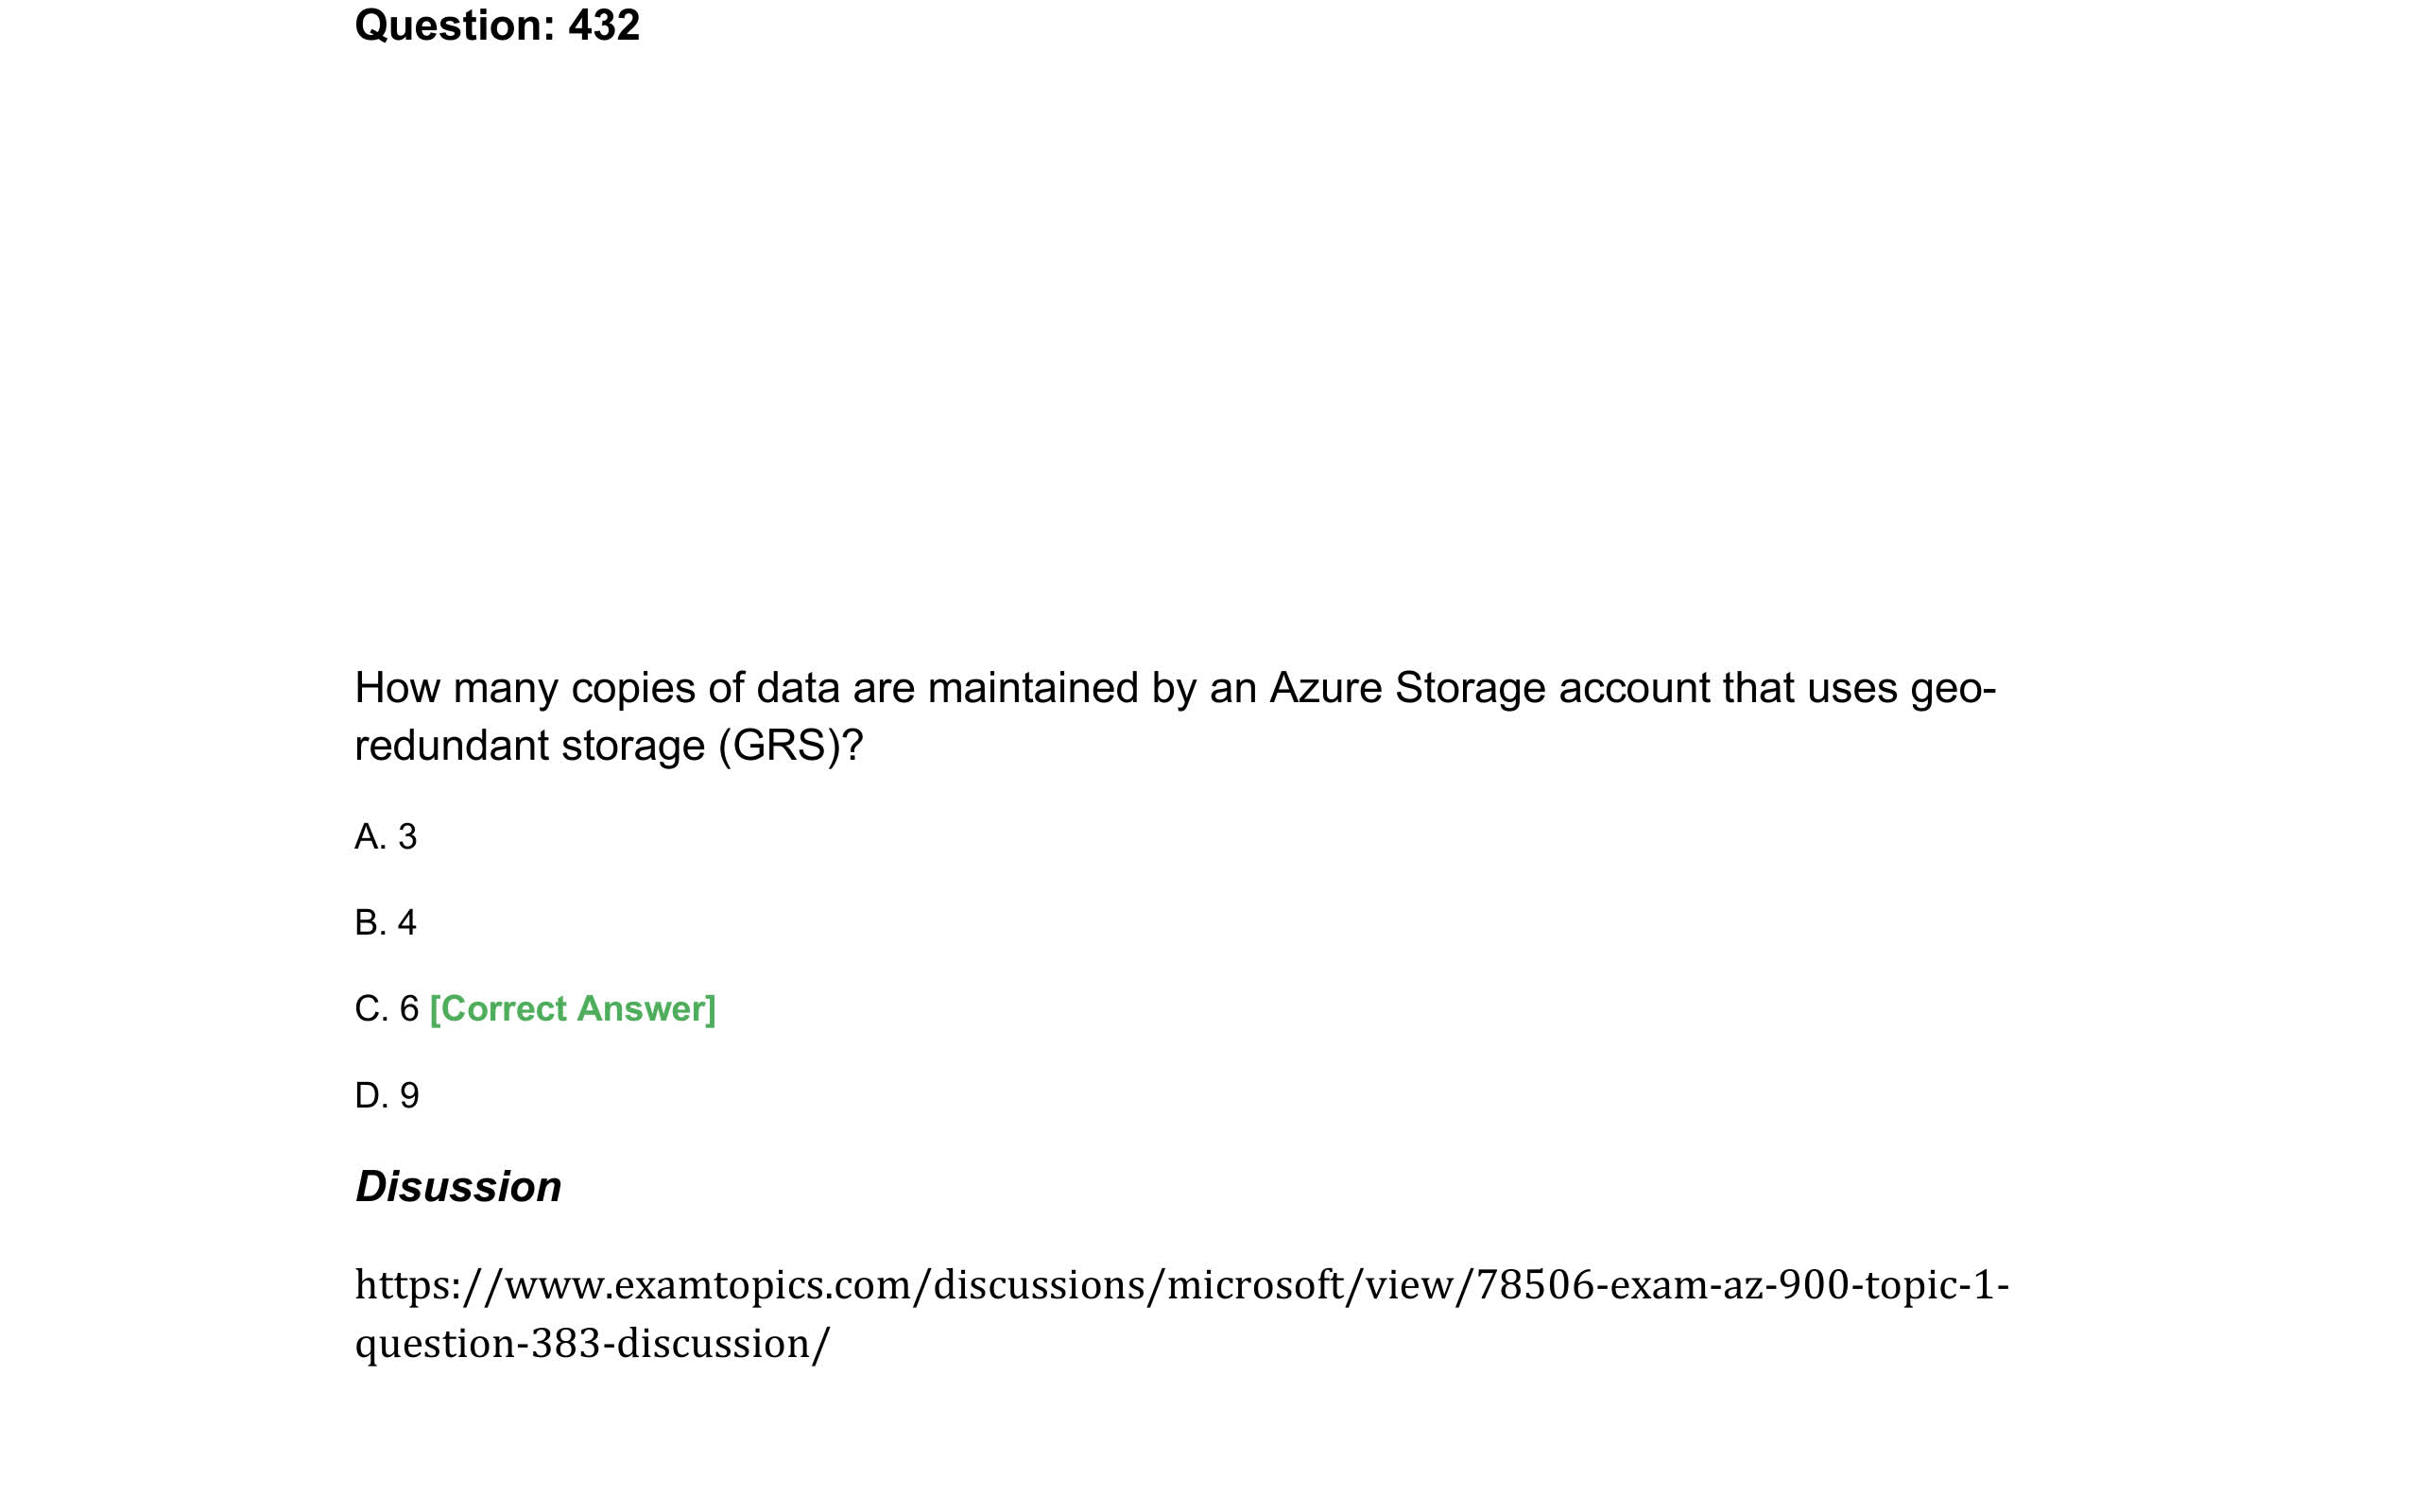 Question: 432
How many copies of data are maintained by an Azure Storage account that uses geo-
redundant storage (GRS)?
A. 3
B. 4
C. 6 [Correct Answer]
D. 9
Disussion
https://www.examtopics.com/discussions/microsoft/view/78506-exam-az-900-topic-1-
question-383-discussion/